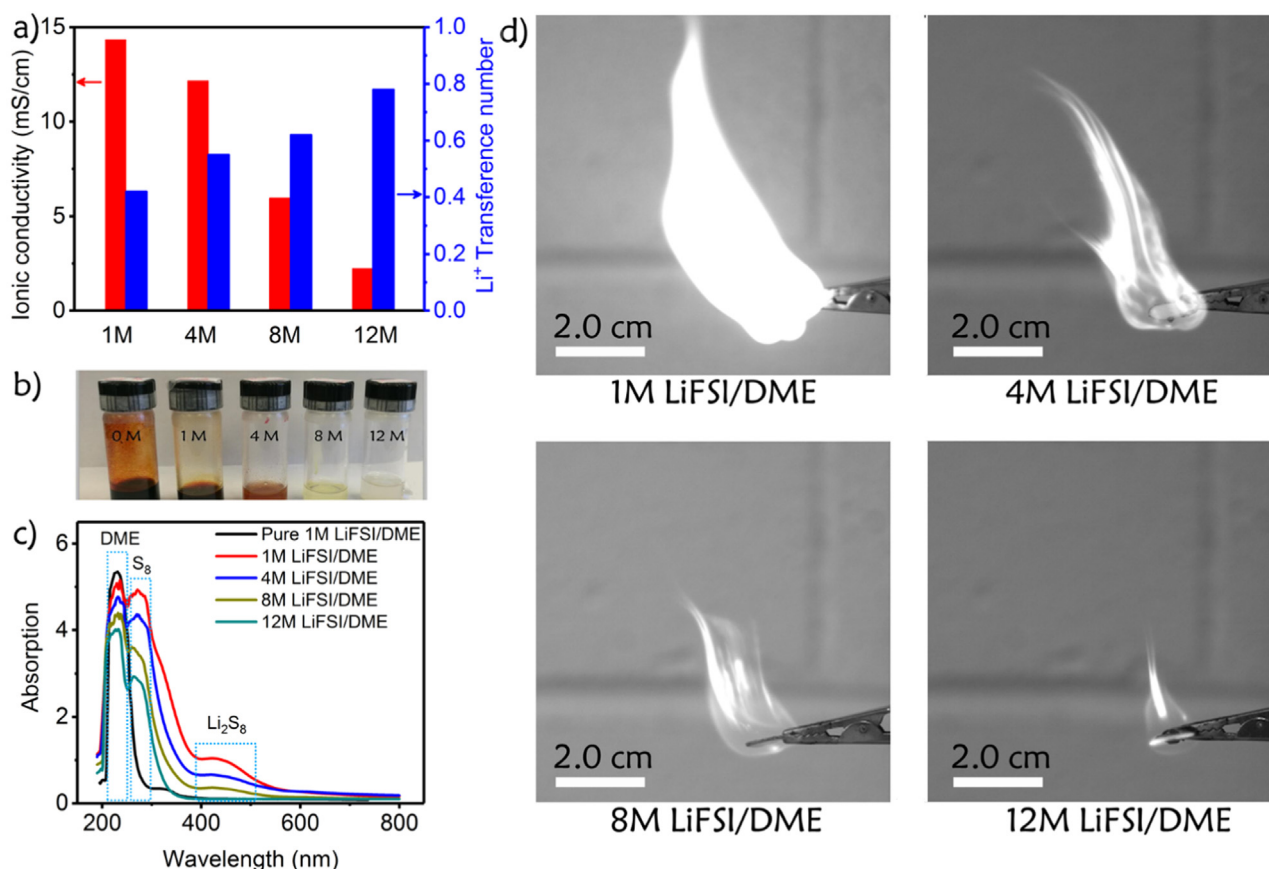 a)
15
10
5
0
Ionic conductivity (mS/cm)
1.0
0.8
0.6
0.4
0.2
0.0
Li⁺ Transference number
1M 4M 8M 12M
b)
0 M 1 M 4 M 8 M 12 M
c)
6
4
2
0
Absorption
DME
S₈
Li₂S₈
Pure 1M LiFSI/DME
1M LiFSI/DME
4M LiFSI/DME
8M LiFSI/DME
12M LiFSI/DME
200 400 600 800
Wavelength (nm)
d)
2.0 cm
1M LiFSI/DME
2.0 cm
4M LiFSI/DME
2.0 cm
8M LiFSI/DME
2.0 cm
12M LiFSI/DME